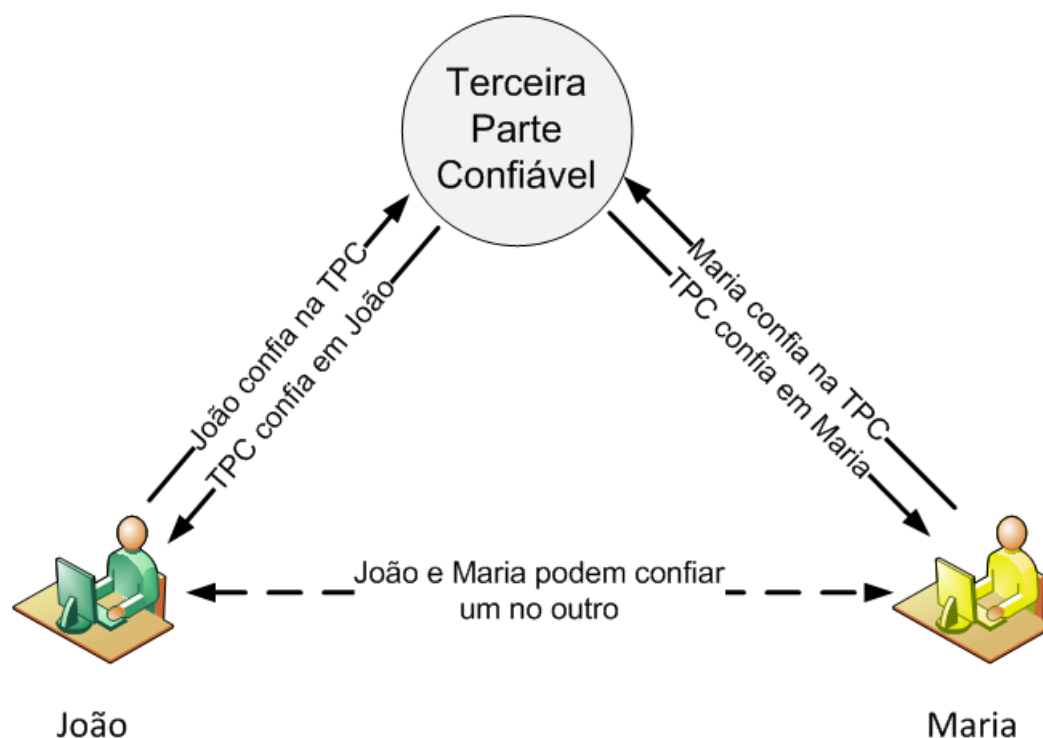 Terceira
Parte
Confiável
João confia na TPC
TPC confia em João
Maria confia na TPC
TPC confia em Maria
João e Maria podem confiar
um no outro
João
Maria